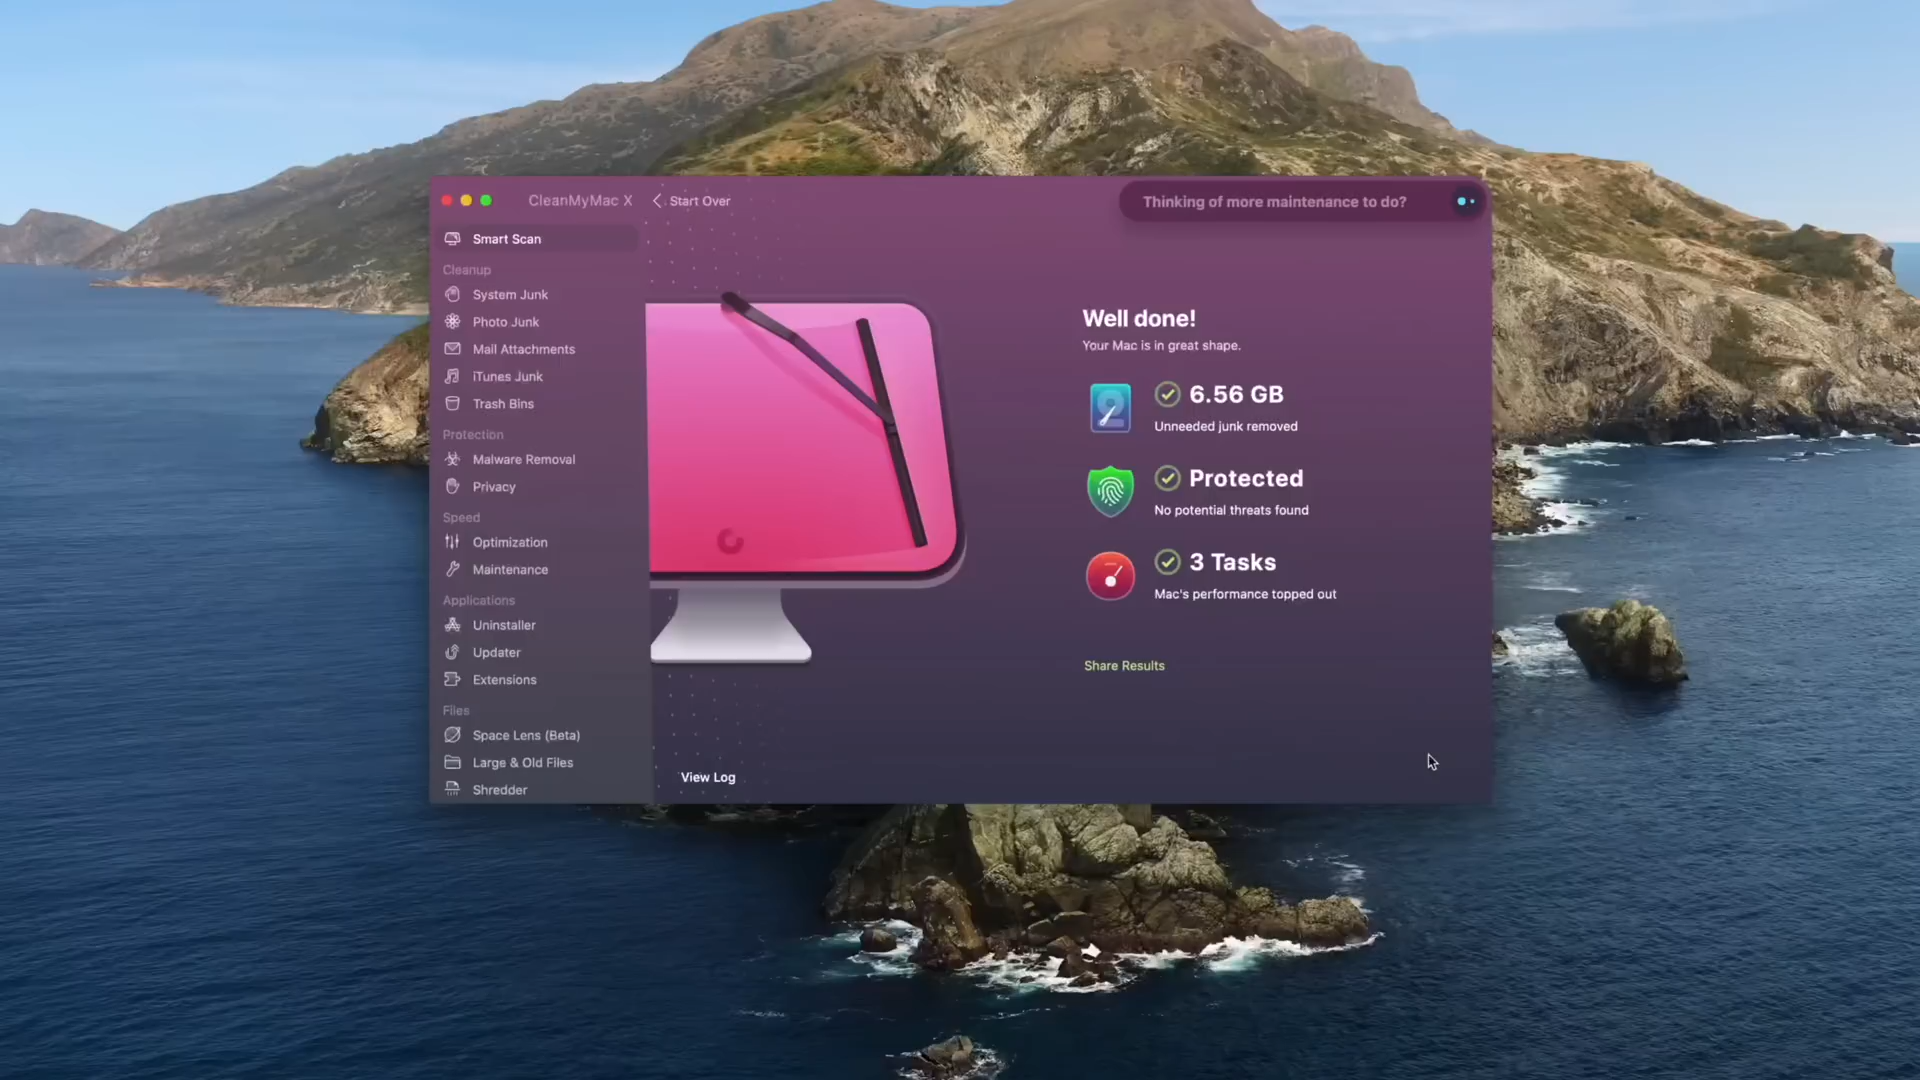 CleanMyMac X
Start Over
Thinking of more maintenance to do?
Smart Scan
Cleanup
System Junk
Photo Junk
Mail Attachments
iTunes Junk
Trash Bins
Protection
Malware Removal
Privacy
Speed
Optimization
Maintenance
Applications
Uninstaller
Updater
Extensions
Files
Space Lens (Beta)
Large & Old Files
Shredder
Well done!
Your Mac is in great shape.
6.56 GB
Unneeded junk removed
Protected
No potential threats found
3 Tasks
Mac's performance topped out
Share Results
View Log